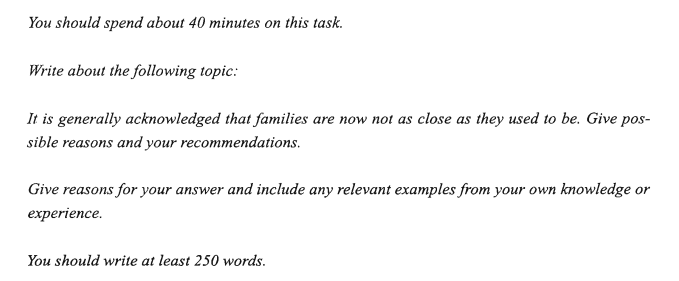 You should spend about 40 minutes on this task.
Write about the following topic:
It is generally acknowledged that families are now not as close as they used to be. Give pos-
sible reasons and your recommendations.
Give reasons for your answer and include any relevant examples from your own knowledge or
experience.
You should write at least 250 words.